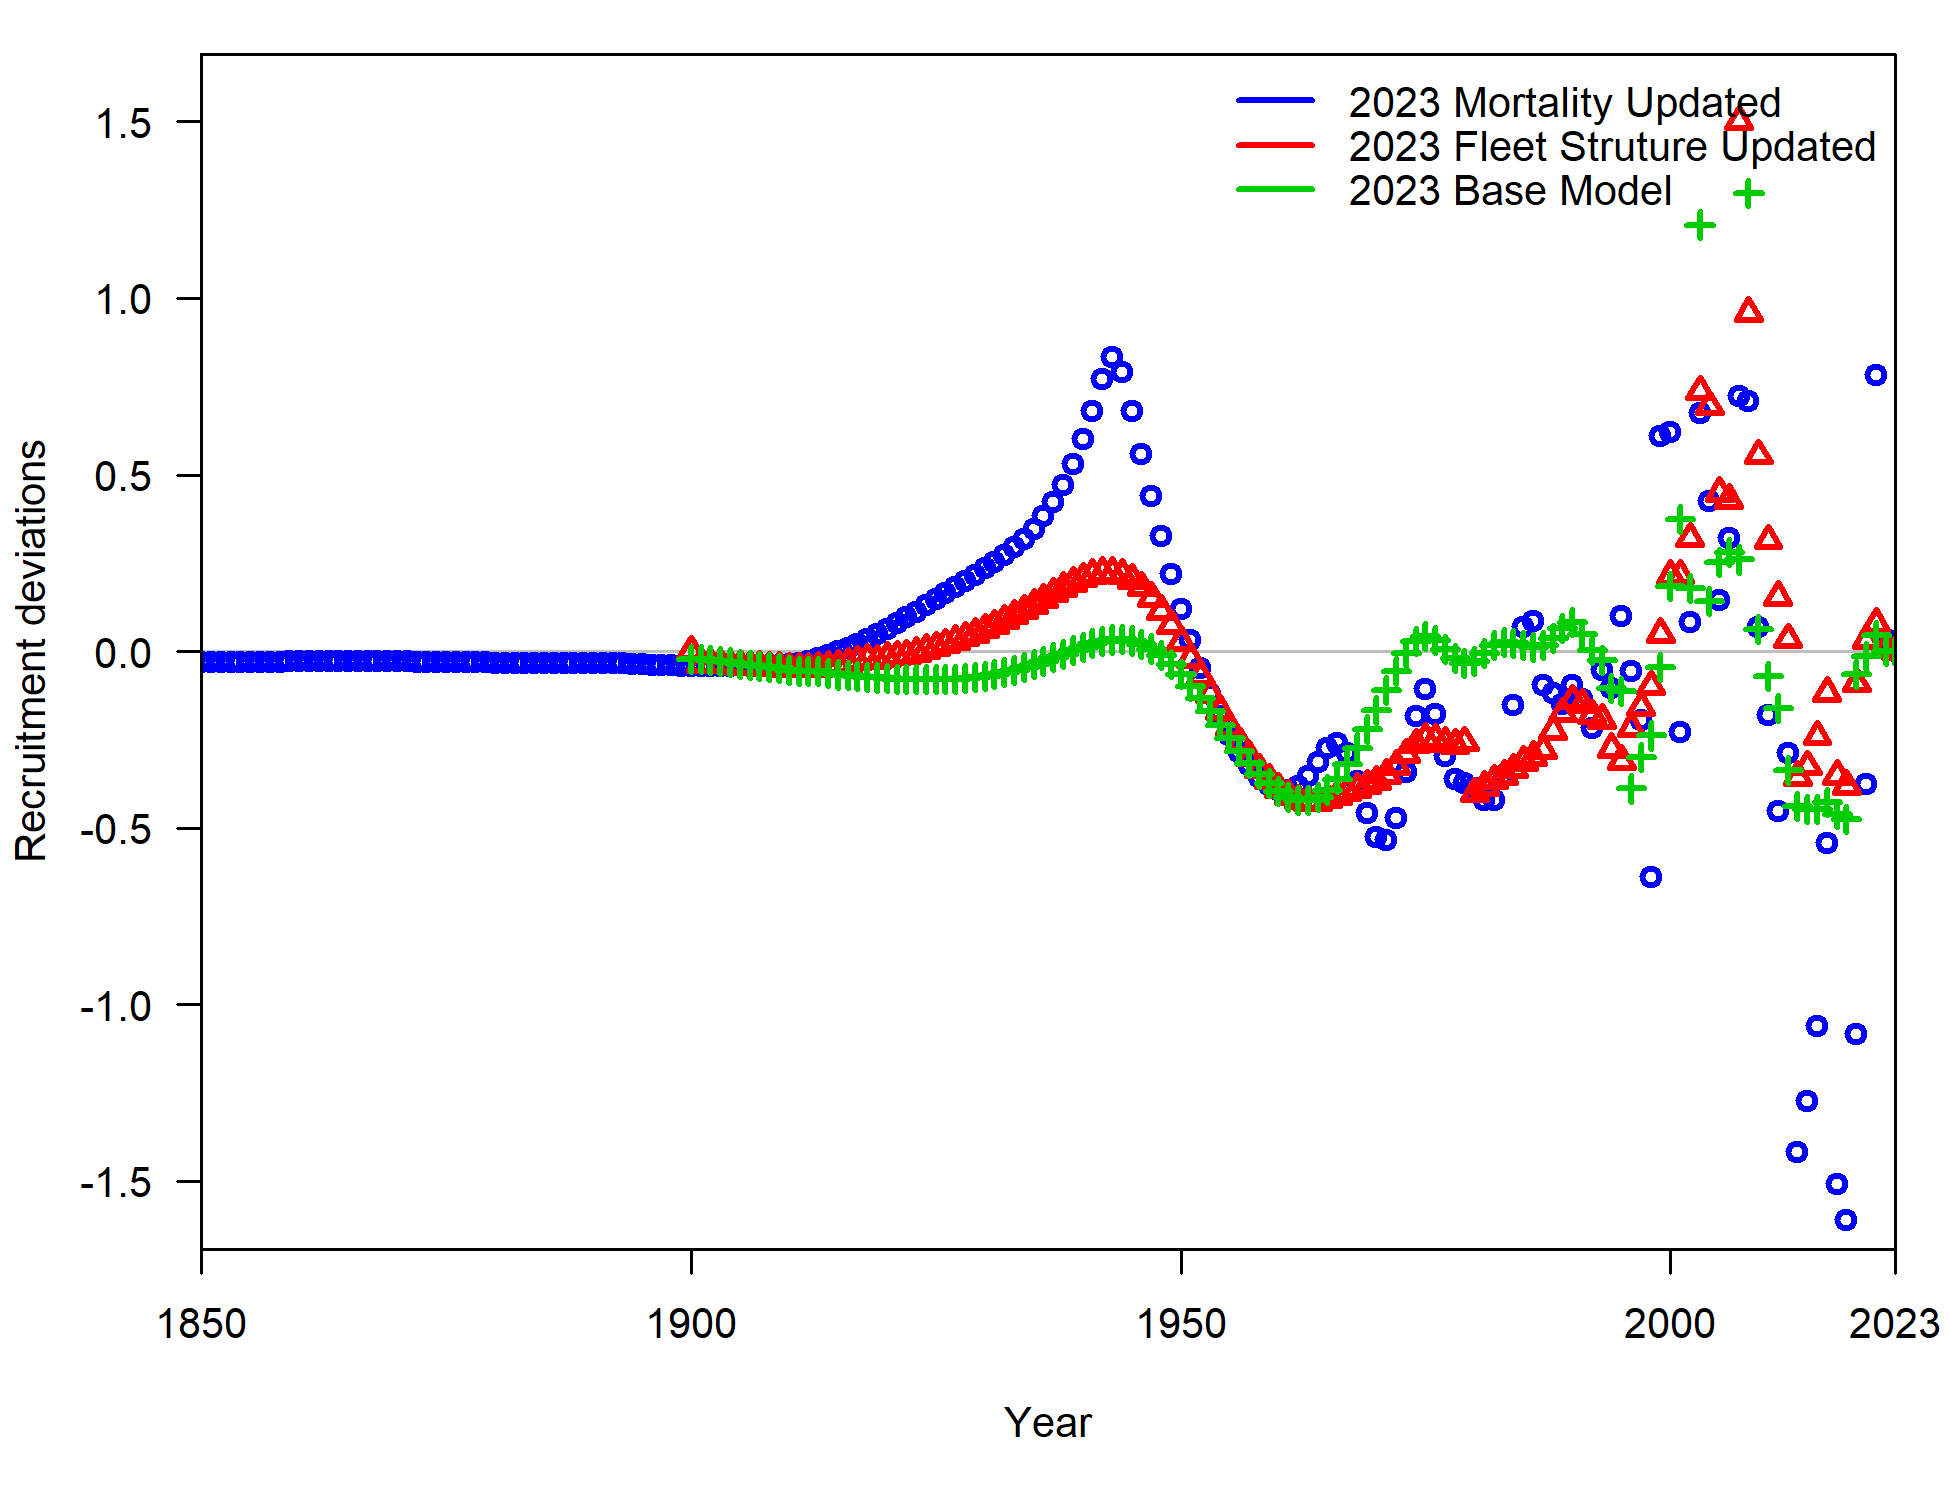 2023 Mortality Updated
2023 Fleet Struture Updated
2023 Base Model
1.5
1.0
0.5
0.0
-0.5
-1.0
-1.5
Recruitment deviations
1850 1900 1950 2000 2023
Year